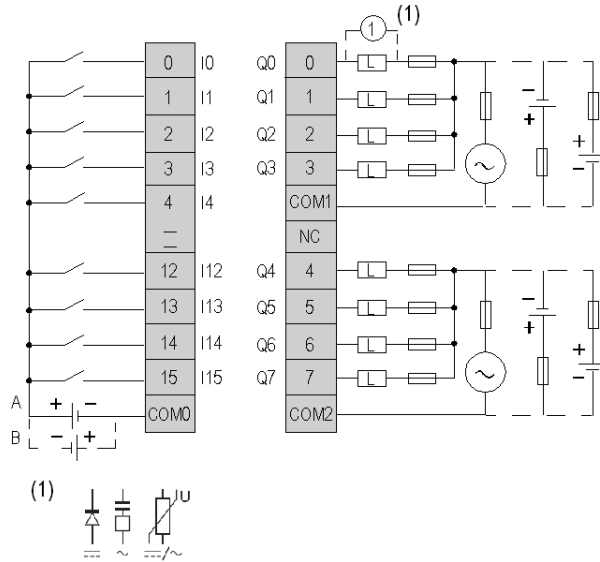 1 (1)
0 I0 Q0 0 L
1 I1 Q1 1 L
2 I2 Q2 2 L
3 I3 Q3 3 L
4 I4 COM1
NC
12 I12 Q4 4 L
13 I13 Q5 5 L
14 I14 Q6 6 L
15 I15 Q7 7 L
A + − COM0 COM2
B − +
− + + −
− + + −
(1) U
⎓ ~ ⎓/~